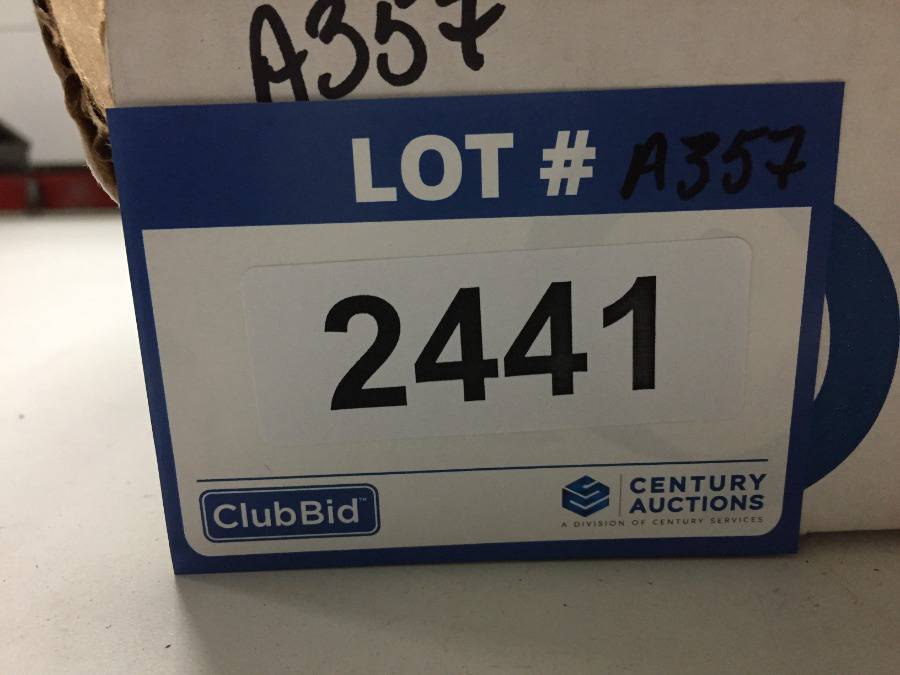 A357
LOT # A357
2441
ClubBid™
CENTURY
AUCTIONS
A DIVISION OF CENTURY SERVICES